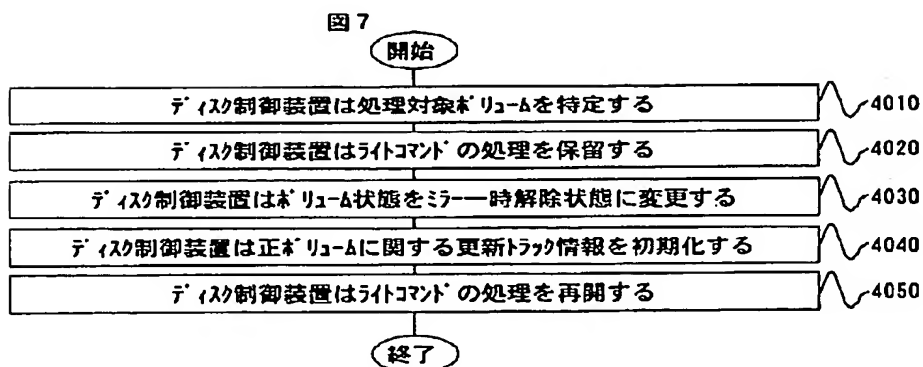 図7
開始
ディスク制御装置は処理対象ボリュームを特定する
4010
ディスク制御装置はライトコマンドの処理を保留する
4020
ディスク制御装置はボリューム状態をミラー一時解除状態に変更する
4030
ディスク制御装置は正ボリュームに関する更新トラック情報を初期化する
4040
ディスク制御装置はライトコマンドの処理を再開する
4050
終了